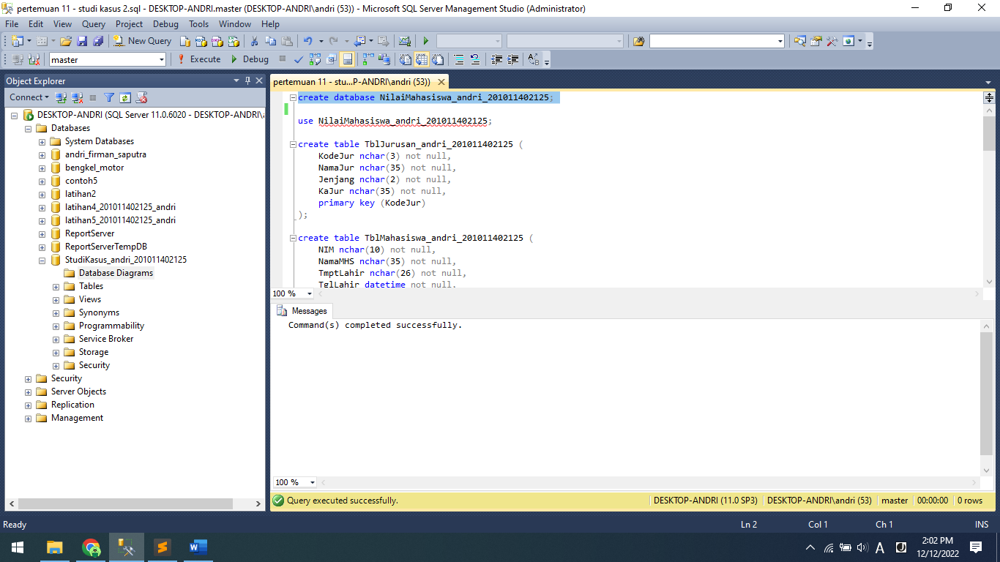 pertemuan 11 - studi kasus 2.sql - DESKTOP-ANDRI.master (DESKTOP-ANDRI\andri (53)) - Microsoft SQL Server Management Studio (Administrator)
File Edit View Query Project Debug Tools Window Help
New Query
master Execute Debug
Object Explorer
Connect
DESKTOP-ANDRI (SQL Server 11.0.6020 - DESKTOP-ANDRI\
Databases
System Databases
andri_firman_saputra
bengkel_motor
contoh5
latihan2
latihan4_201011402125_andri
latihan5_201011402125_andri
ReportServer
ReportServerTempDB
StudiKasus_andri_201011402125
Database Diagrams
Tables
Views
Synonyms
Programmability
Service Broker
Storage
Security
Security
Server Objects
Replication
Management
pertemuan 11 - stu...P-ANDRI\andri (53))
create database NilaiMahasiswa_andri_201011402125;
use NilaiMahasiswa_andri_201011402125;
create table TblJurusan_andri_201011402125 (
KodeJur nchar(3) not null,
NamaJur nchar(35) not null,
Jenjang nchar(2) not null,
KaJur nchar(35) not null,
primary key (KodeJur)
);
create table TblMahasiswa_andri_201011402125 (
NIM nchar(10) not null,
NamaMHS nchar(35) not null,
TmptLahir nchar(26) not null,
TglLahir datetime not null,
100 %
Messages
Command(s) completed successfully.
100 %
Query executed successfully. DESKTOP-ANDRI (11.0 SP3) DESKTOP-ANDRI\andri (53) master 00:00:00 0 rows
Ready Ln 2 Col 1 Ch 1 INS
A 2:02 PM
12/12/2022